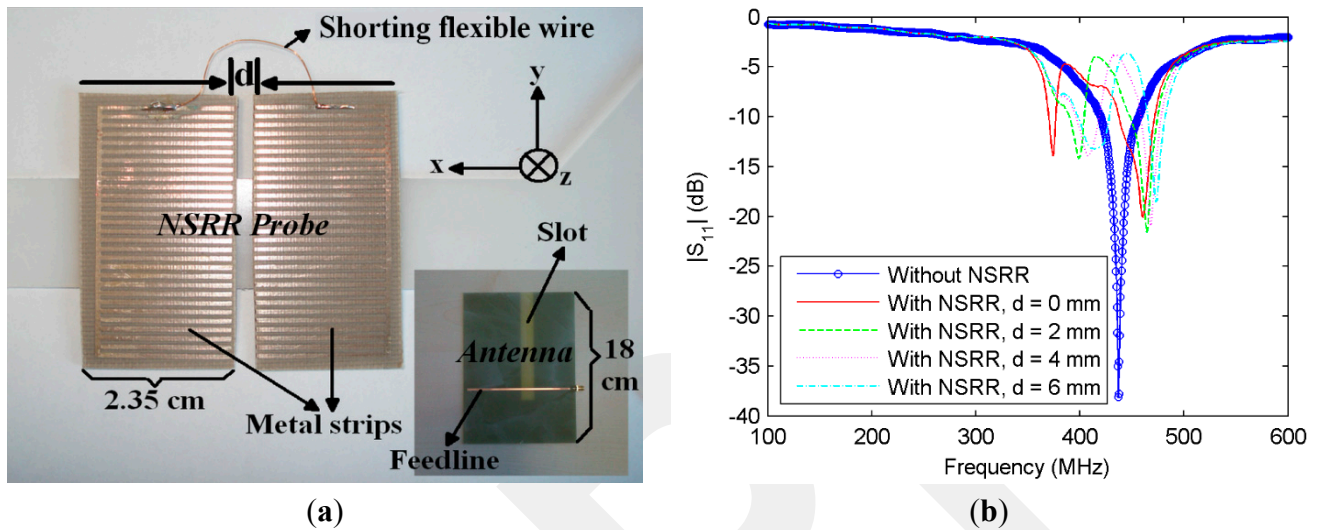 Shorting flexible wire
d
y
x
z
NSRR Probe
Slot
Antenna
18
cm
2.35 cm
Metal strips
Feedline
(a)
0
-5
-10
-15
-20
-25
-30
-35
-40
|S11| (dB)
Without NSRR
With NSRR, d = 0 mm
With NSRR, d = 2 mm
With NSRR, d = 4 mm
With NSRR, d = 6 mm
100 200 300 400 500 600
Frequency (MHz)
(b)